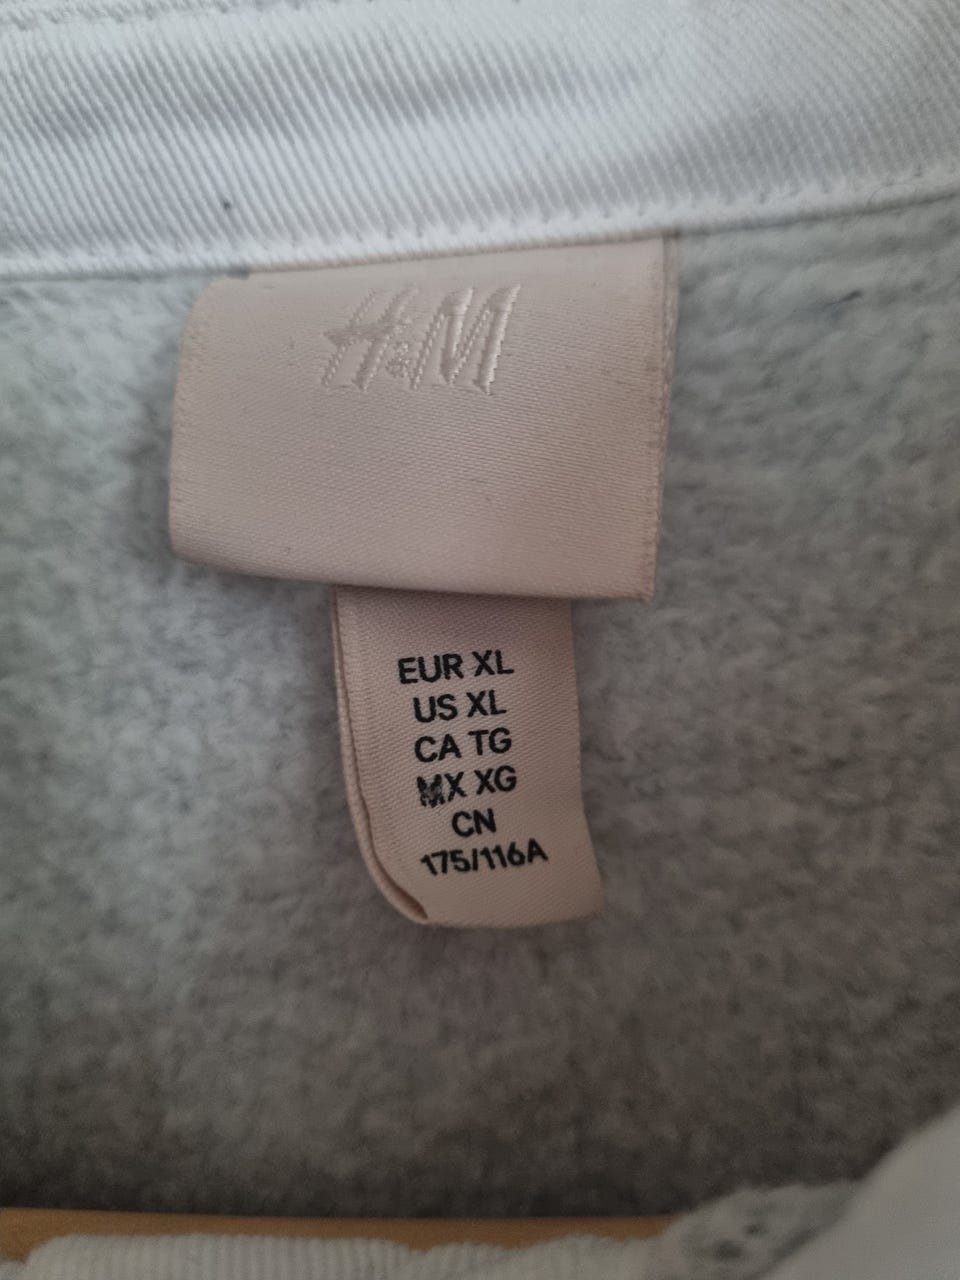 H&M
EUR XL
US XL
CA TG
MX XG
CN
175/116A